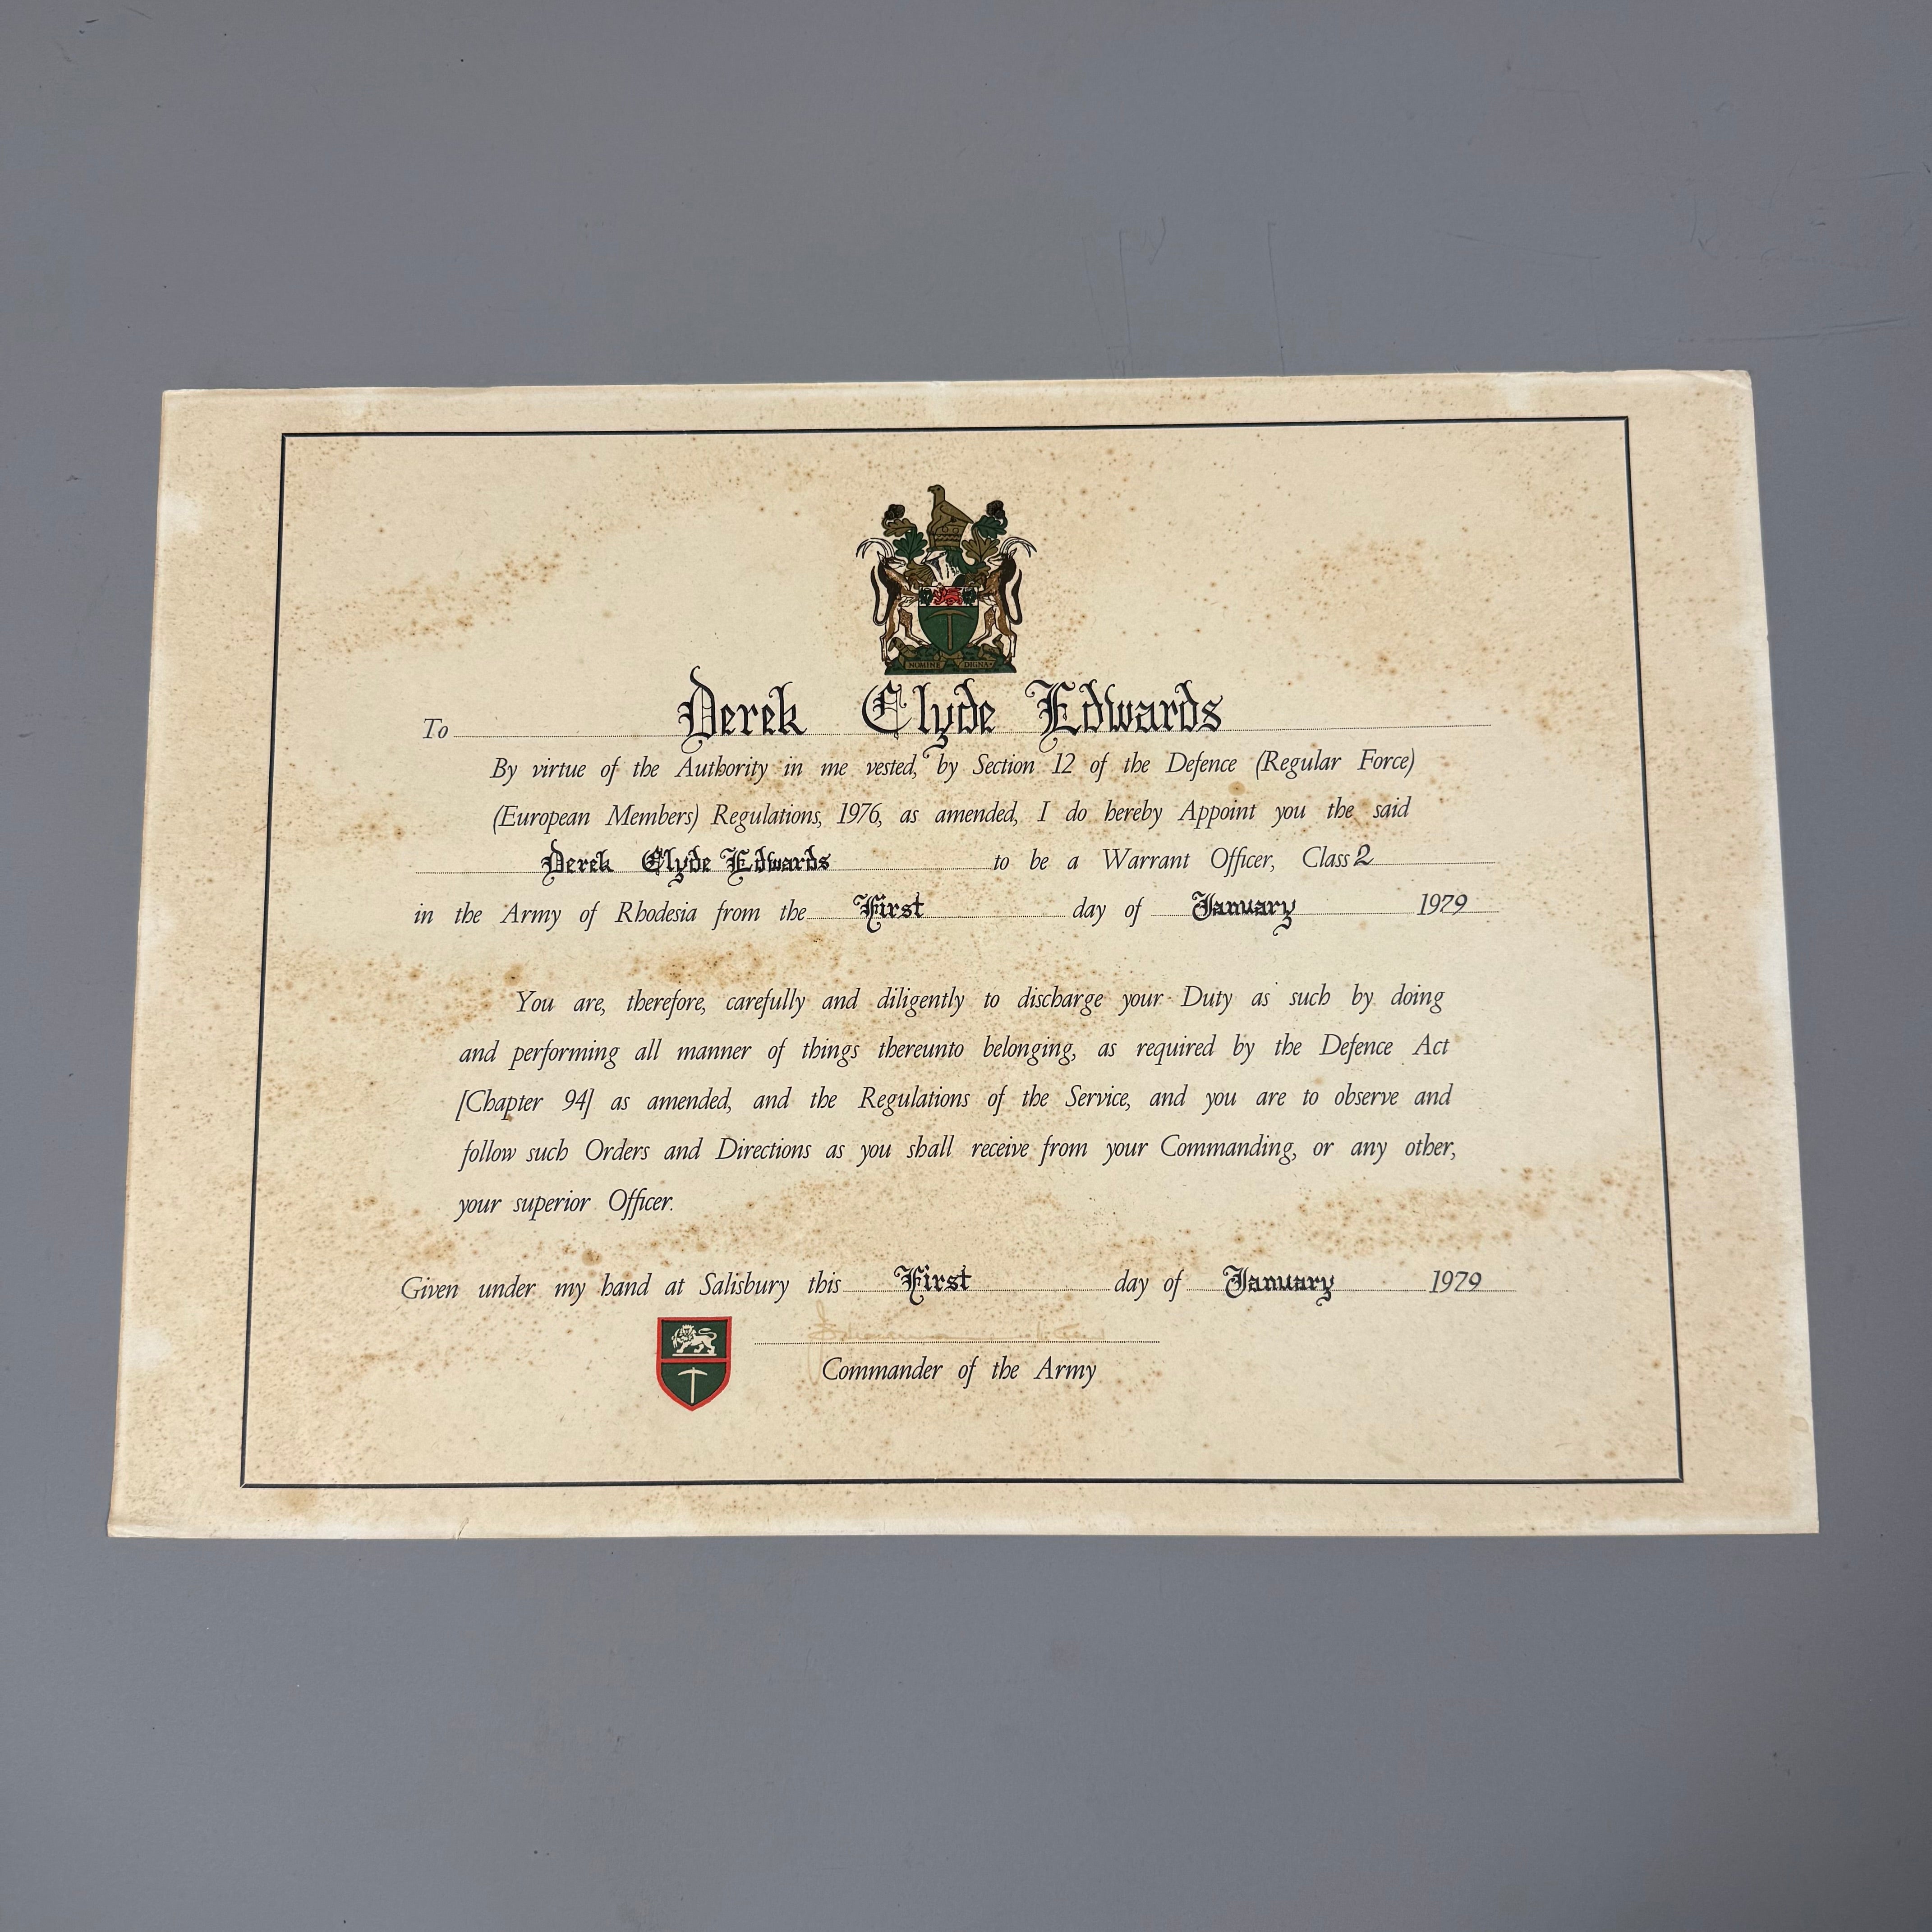 NOMINE DIGNA
To Derek Clyde Edwards
By virtue of the Authority in me vested, by Section 12 of the Defence (Regular Force)
(European Members) Regulations, 1976, as amended, I do hereby Appoint you the said
Derek Clyde Edwards to be a Warrant Officer, Class 2
in the Army of Rhodesia from the First day of January 1979
You are, therefore, carefully and diligently to discharge your Duty as such by doing
and performing all manner of things thereunto belonging, as required by the Defence Act
[Chapter 94] as amended, and the Regulations of the Service, and you are to observe and
follow such Orders and Directions as you shall receive from your Commanding, or any other,
your superior Officer.
Given under my hand at Salisbury this First day of January 1979
Commander of the Army